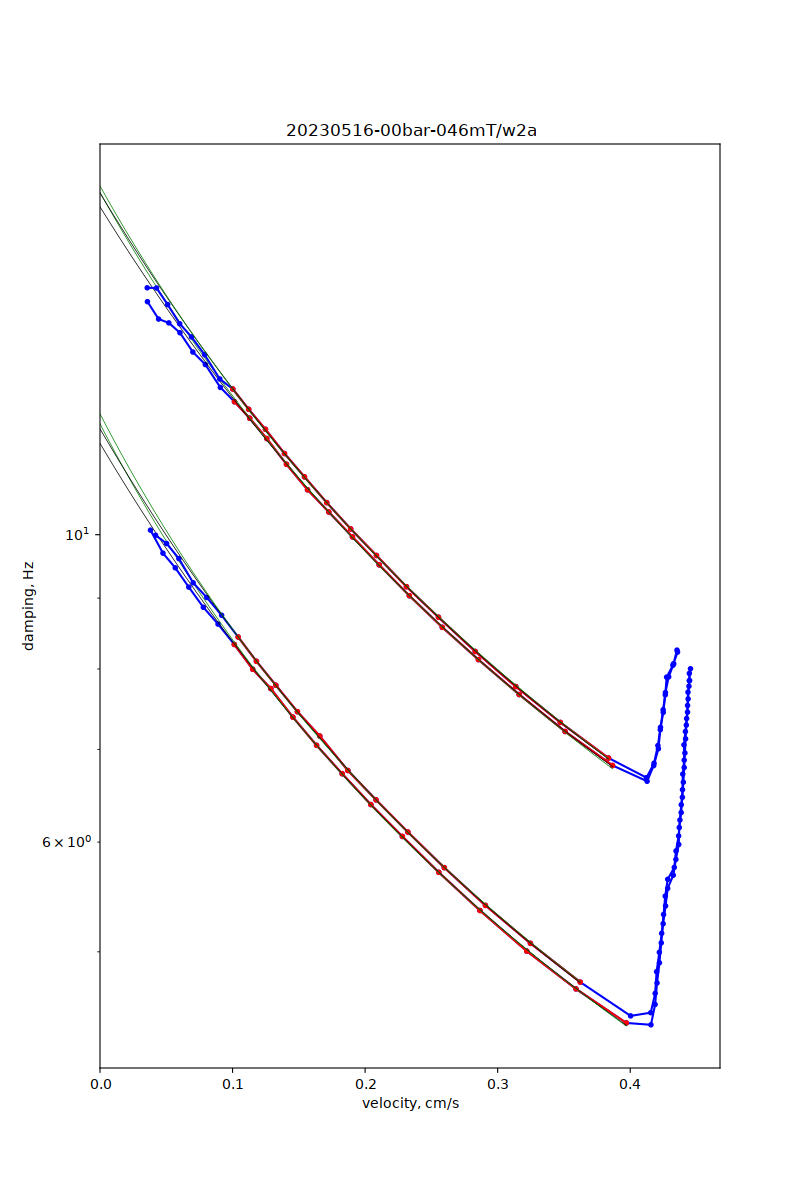 20230516-00bar-046mT/w2a
damping, Hz
10¹
6 × 10⁰
0.0 0.1 0.2 0.3 0.4
velocity, cm/s